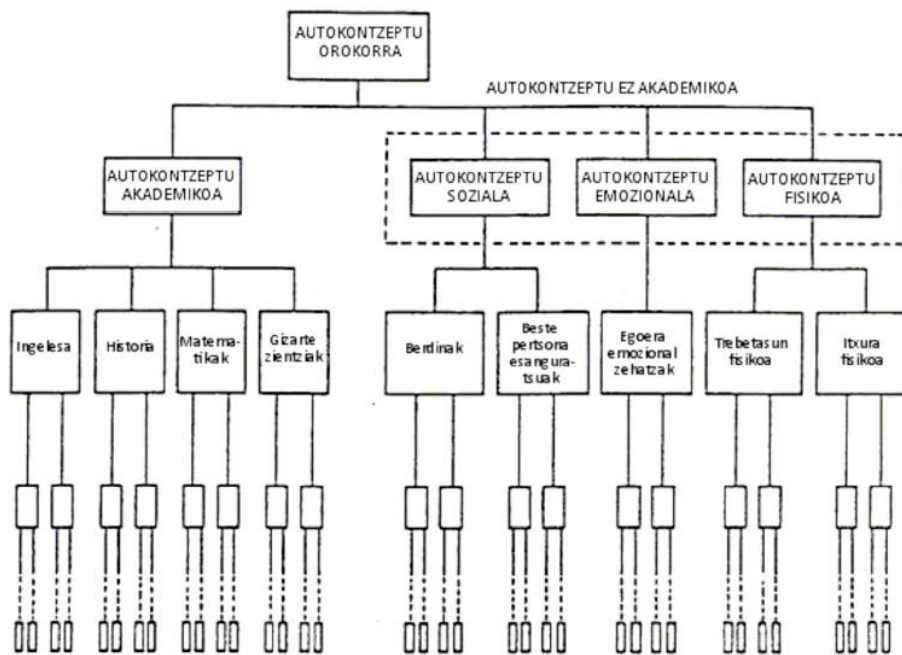 AUTOKONTZEPTU
OROKORRA
AUTOKONTZEPTU EZ AKADEMIKOA
AUTOKONTZEPTU
AKADEMIKOA
AUTOKONTZEPTU
SOZIALA
AUTOKONTZEPTU
EMOZIONALA
AUTOKONTZEPTU
FISIKOA
Ingelesa
Historia
Matema-
tikak
Gizarte
zientziak
Berdinak
Beste
pertsona
esangura-
tsuak
Egoera
emozional
zehatzak
Trebetasun
fisikoa
Itxura
fisikoa